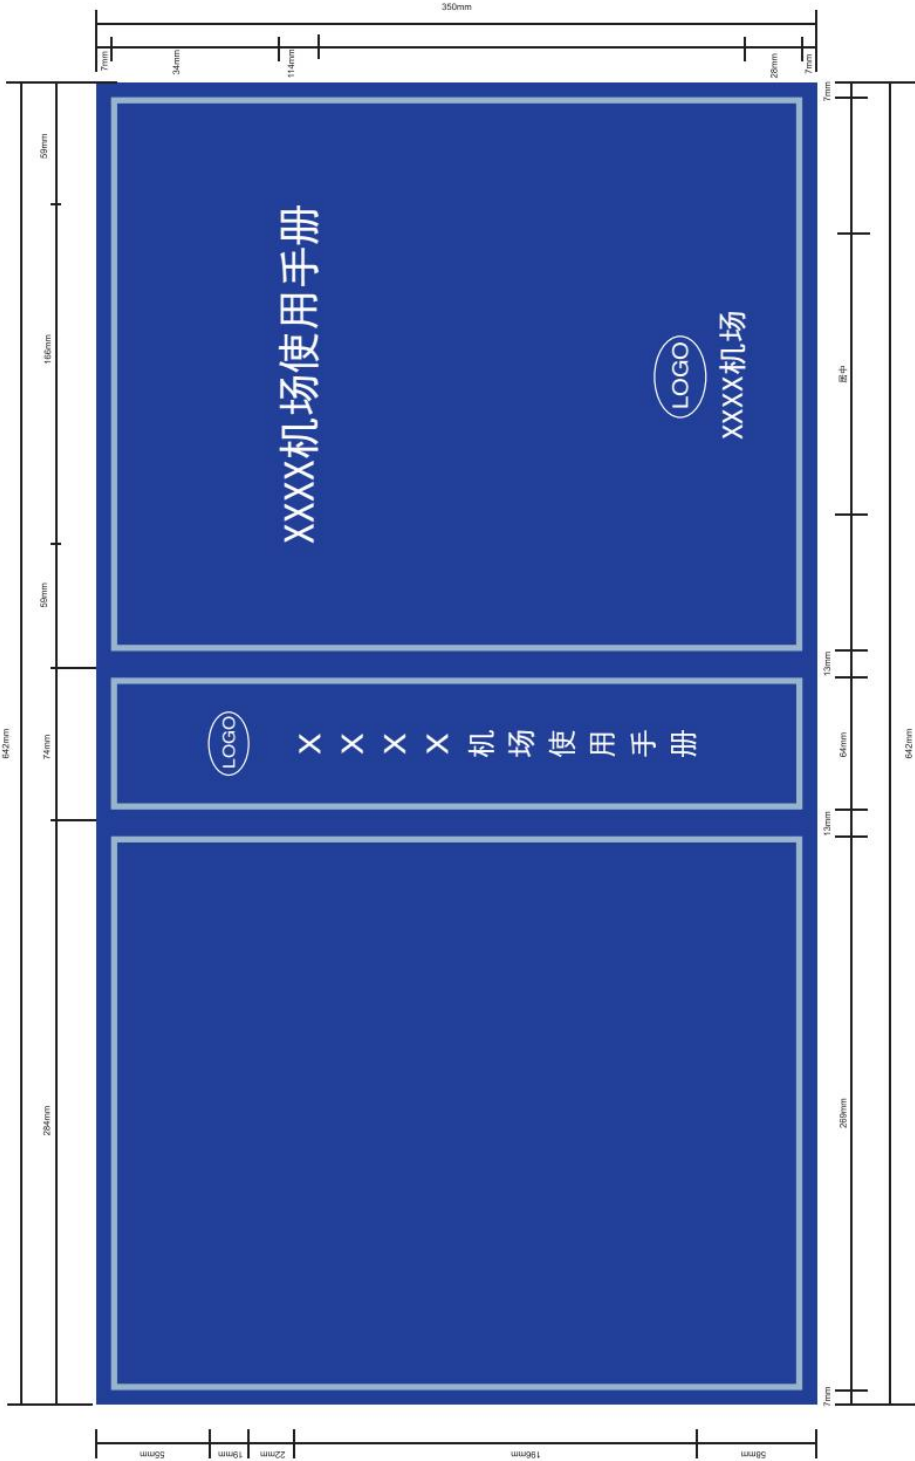 350mm
7mm
34mm
114mm
28mm
7mm
642mm
59mm
166mm
59mm
74mm
284mm
XXXX机场使用手册
LOGO
XXXX机场
LOGO
XXXX机场使用手册
7mm
居中
13mm
64mm
13mm
269mm
7mm
642mm
55mm
19mm
22mm
196mm
58mm